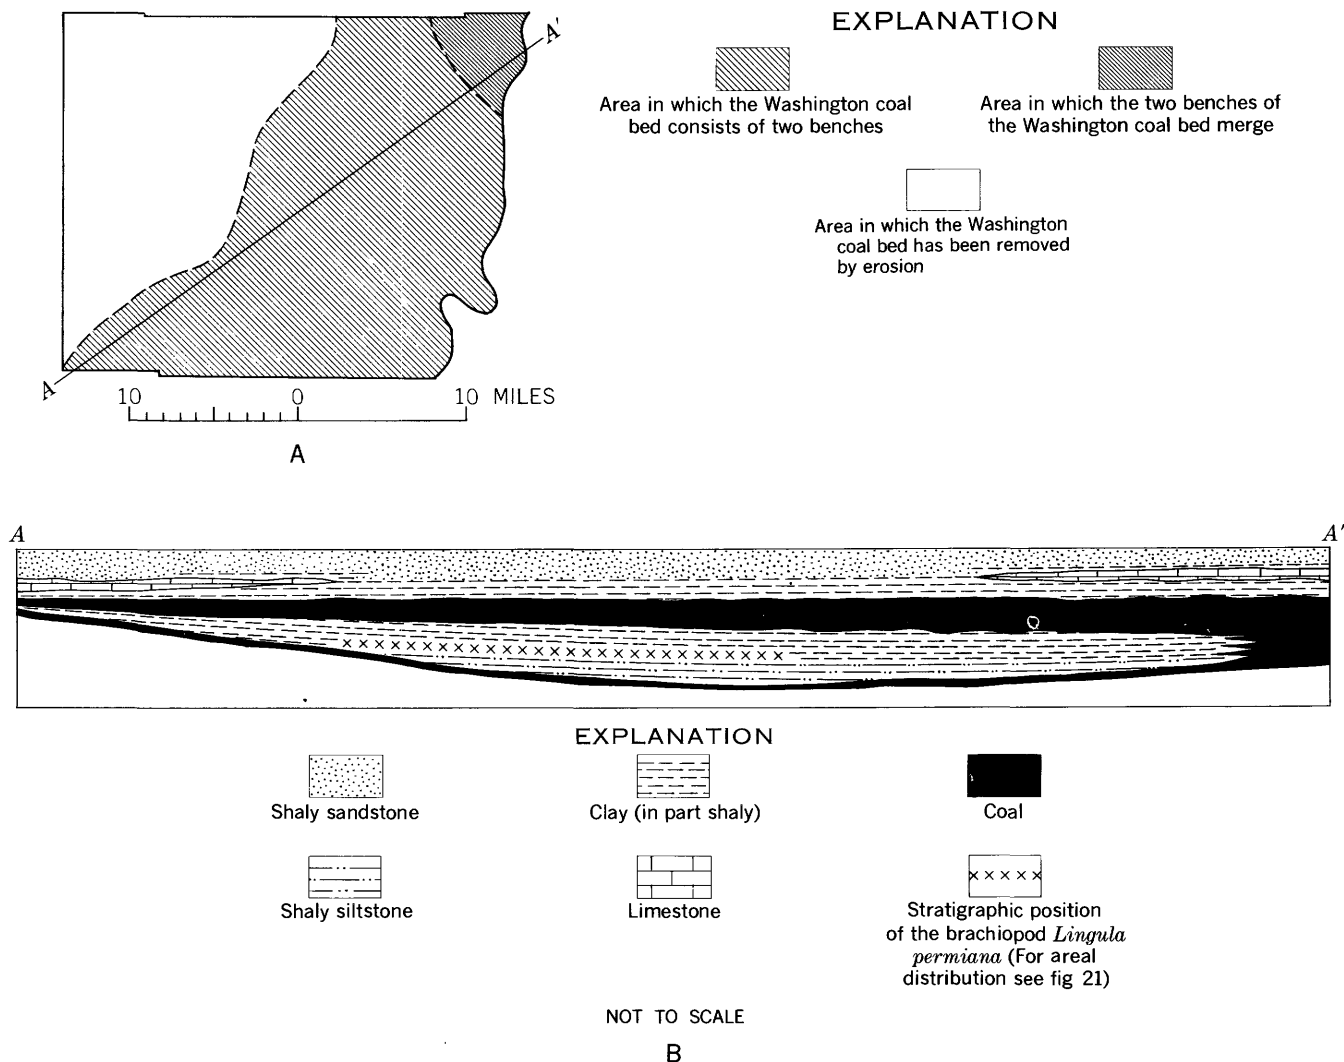 A'
A
10 0 10 MILES
A
EXPLANATION
Area in which the Washington coal
bed consists of two benches
Area in which the two benches of
the Washington coal bed merge
Area in which the Washington
coal bed has been removed
by erosion
A A'
EXPLANATION
Shaly sandstone
Clay (in part shaly)
Coal
Shaly siltstone
Limestone
Stratigraphic position
of the brachiopod Lingula
permiana (For areal
distribution see fig 21)
NOT TO SCALE
B